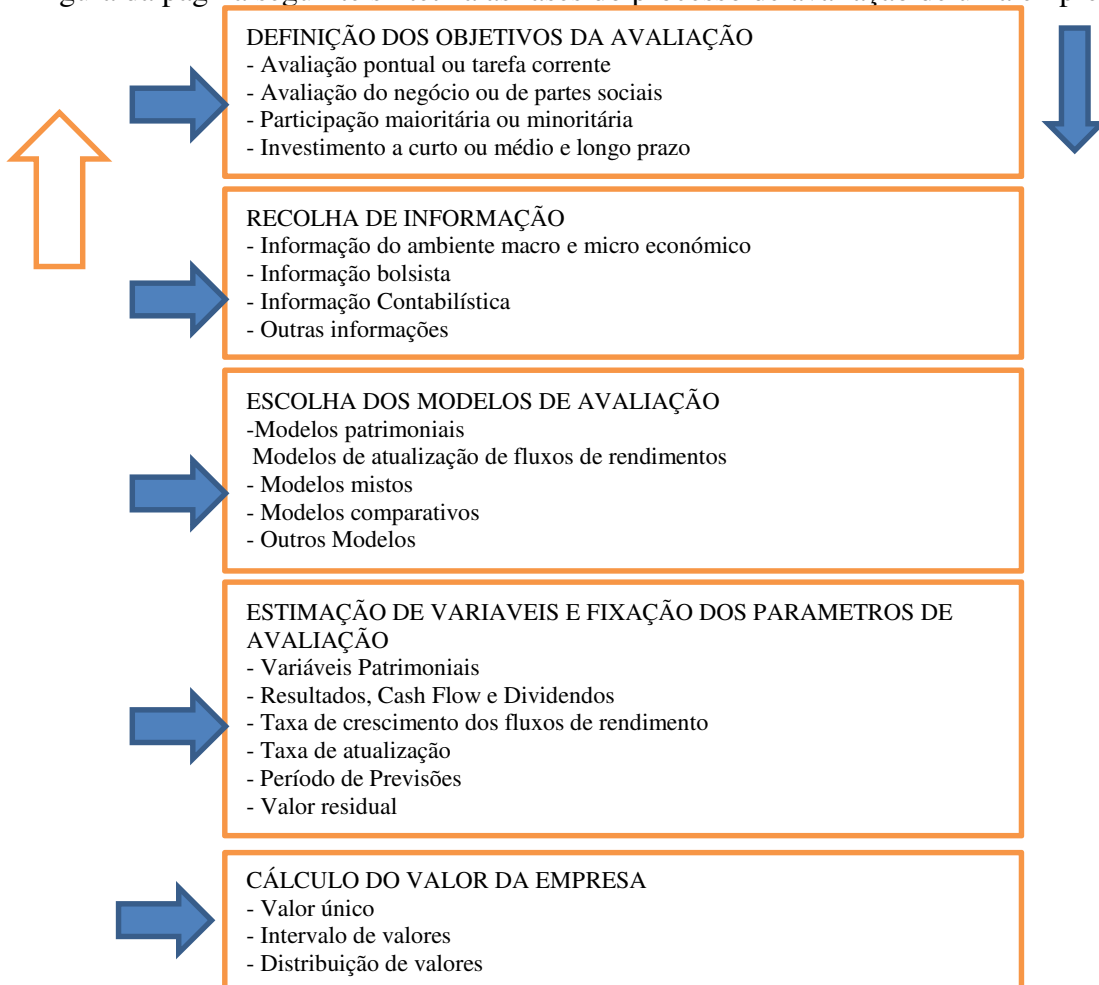 DEFINIÇÃO DOS OBJETIVOS DA AVALIAÇÃO
- Avaliação pontual ou tarefa corrente
- Avaliação do negócio ou de partes sociais
- Participação maioritária ou minoritária
- Investimento a curto ou médio e longo prazo
RECOLHA DE INFORMAÇÃO
- Informação do ambiente macro e micro económico
- Informação bolsista
- Informação Contabilística
- Outras informações
ESCOLHA DOS MODELOS DE AVALIAÇÃO
-Modelos patrimoniais
Modelos de atualização de fluxos de rendimentos
- Modelos mistos
- Modelos comparativos
- Outros Modelos
ESTIMAÇÃO DE VARIAVEIS E FIXAÇÃO DOS PARAMETROS DE
AVALIAÇÃO
- Variáveis Patrimoniais
- Resultados, Cash Flow e Dividendos
- Taxa de crescimento dos fluxos de rendimento
- Taxa de atualização
- Período de Previsões
- Valor residual
CÁLCULO DO VALOR DA EMPRESA
- Valor único
- Intervalo de valores
- Distribuição de valores